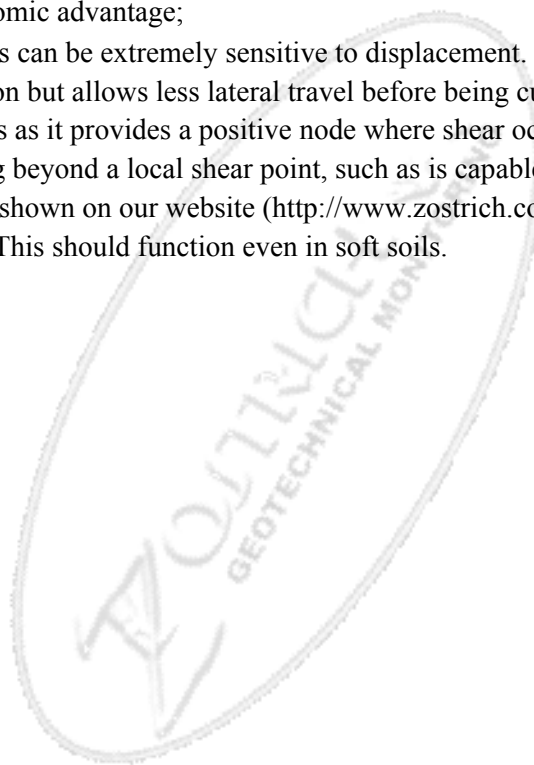 omic advantage;
s can be extremely sensitive to displacement.
on but allows less lateral travel before being cu
s as it provides a positive node where shear oc
g beyond a local shear point, such as is capable
shown on our website (http://www.zostrich.co
This should function even in soft soils.
ZOSTRICH
GEOTECHNICAL MONITORING